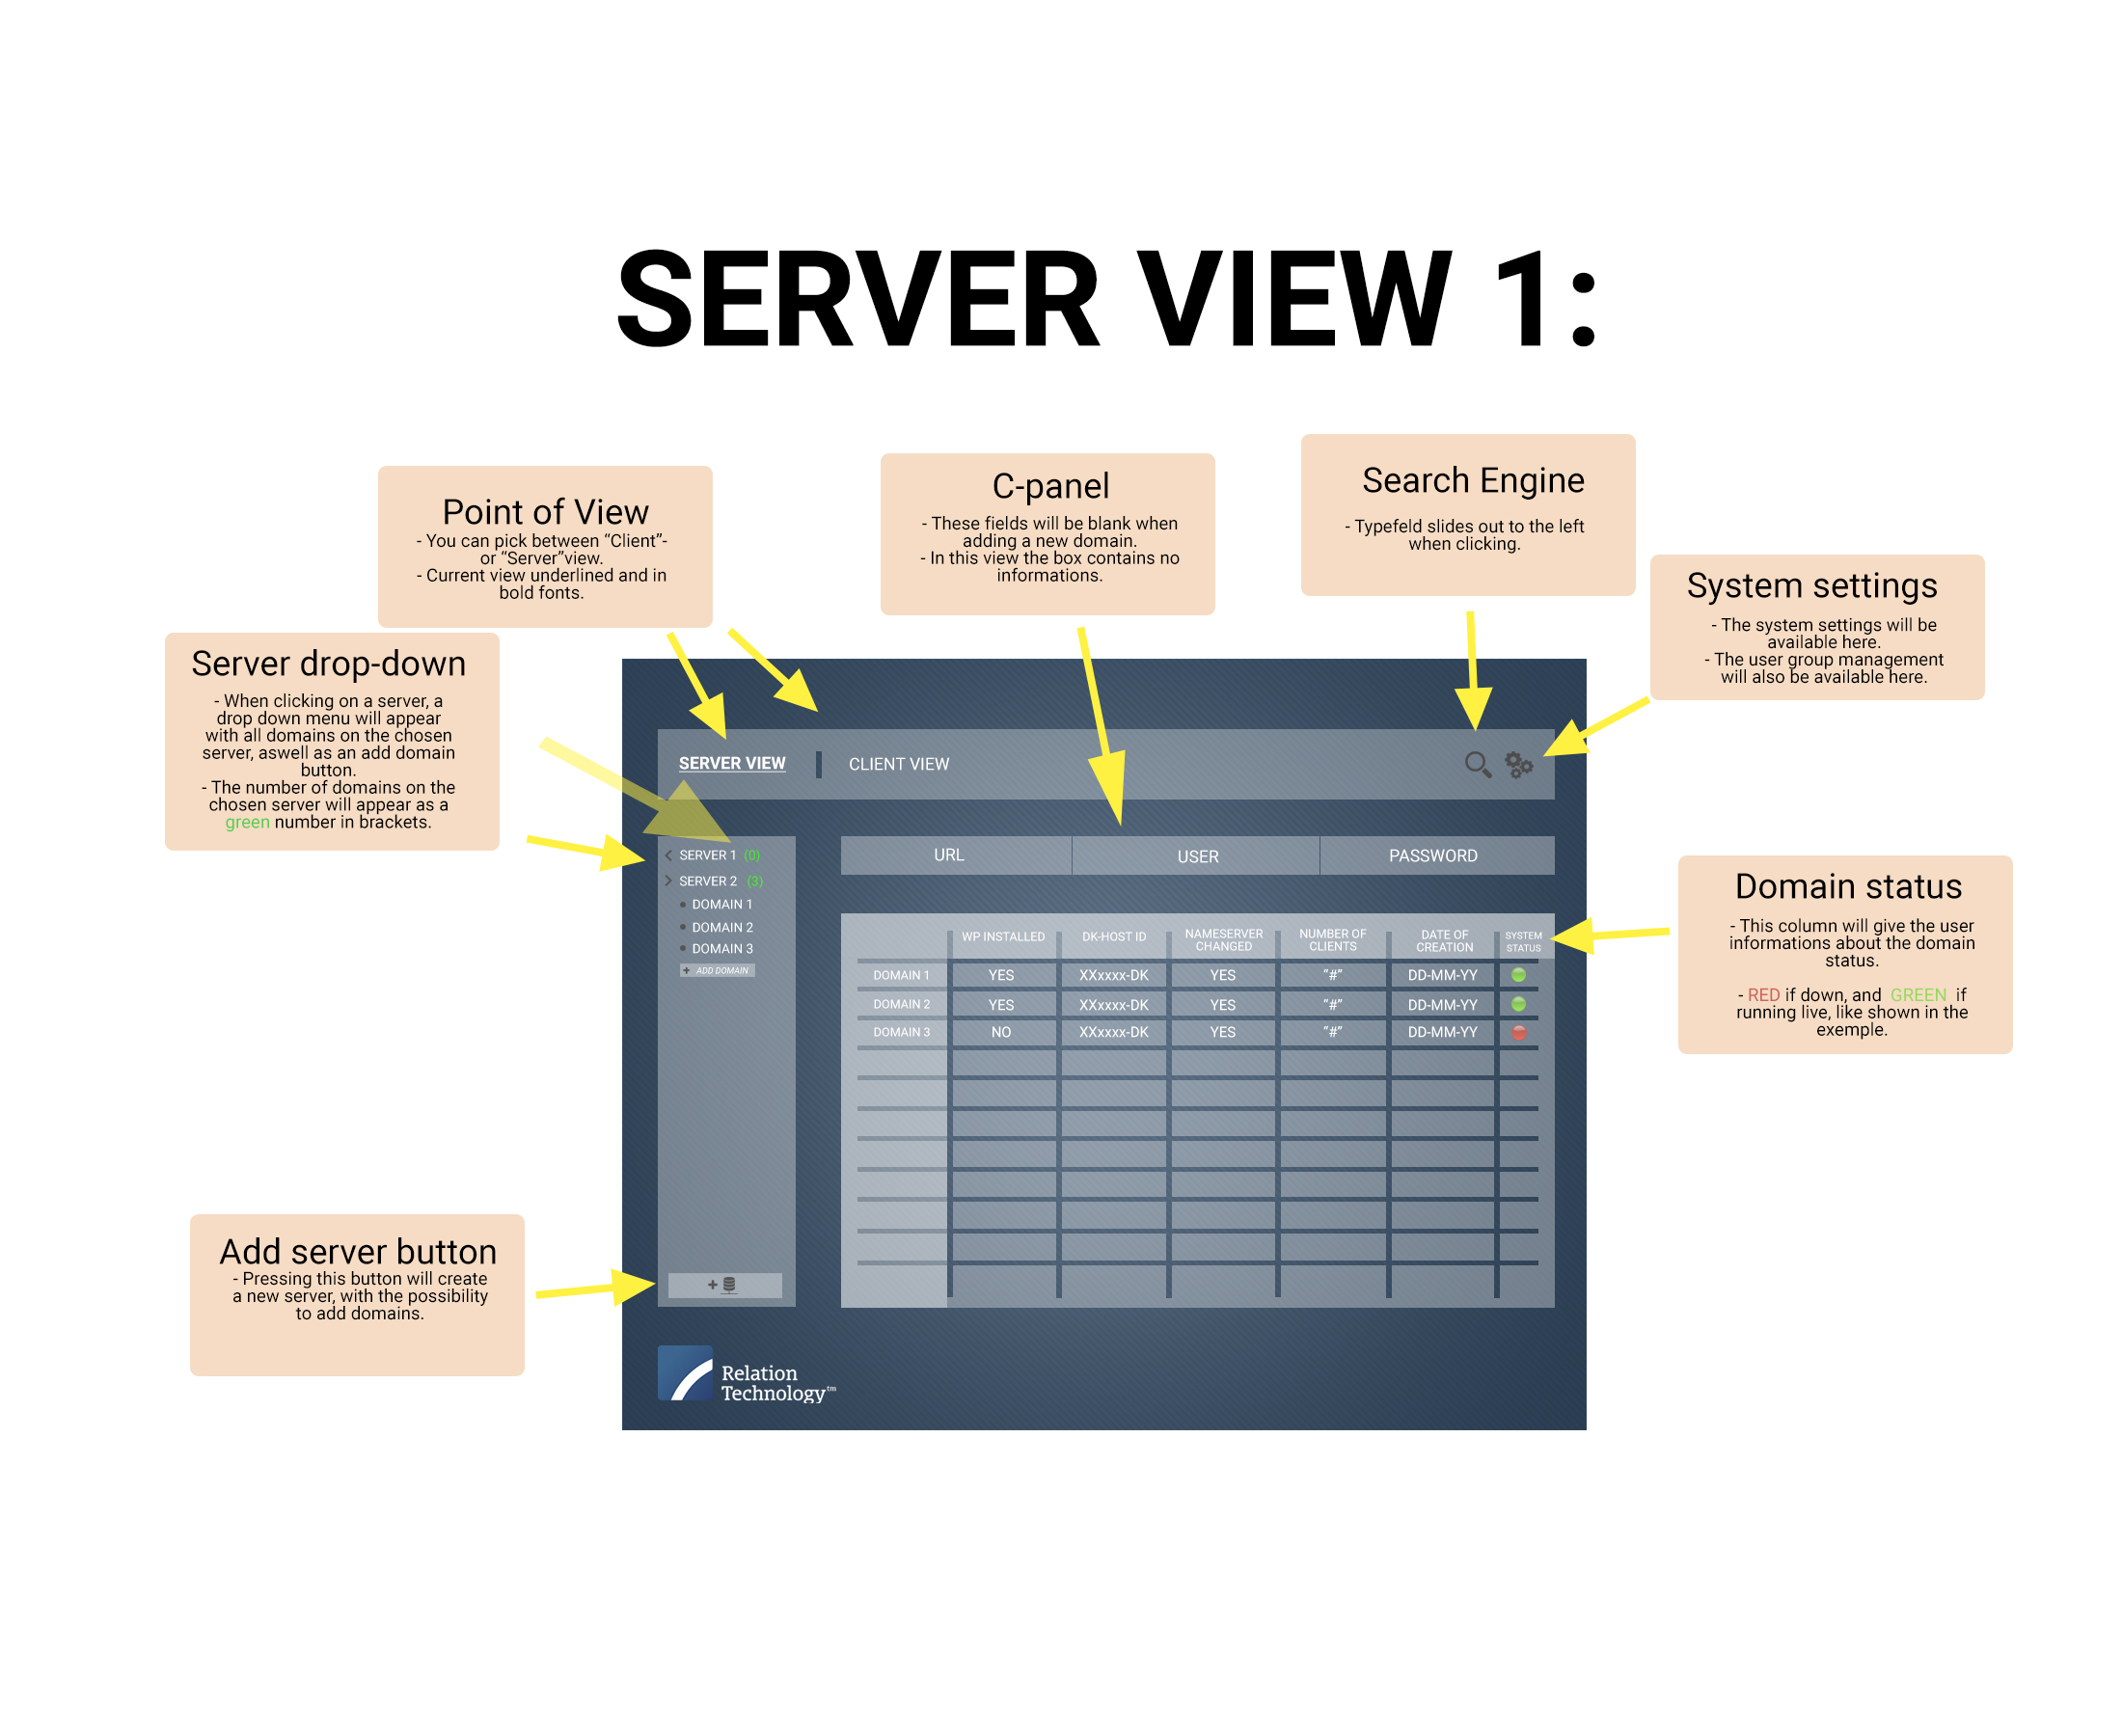 SERVER VIEW 1:
Point of View
- You can pick between “Client”-
or “Server”view.
- Current view underlined and in
bold fonts.
C-panel
- These fields will be blank when
adding a new domain.
- In this view the box contains no
informations.
Search Engine
- Typefeld slides out to the left
when clicking.
System settings
- The system settings will be
available here.
- The user group management
will also be available here.
Server drop-down
- When clicking on a server, a
drop down menu will appear
with all domains on the chosen
server, aswell as an add domain
button.
- The number of domains on the
chosen server will appear as a
green number in brackets.
SERVER VIEW
CLIENT VIEW
SERVER 1 (0)
SERVER 2 (3)
DOMAIN 1
DOMAIN 2
DOMAIN 3
+ ADD DOMAIN
URL USER PASSWORD
WP INSTALLED DK-HOST ID NAMESERVER CHANGED NUMBER OF CLIENTS DATE OF CREATION SYSTEM STATUS
DOMAIN 1 YES XXxxxx-DK YES "#" DD-MM-YY
DOMAIN 2 YES XXxxxx-DK YES "#" DD-MM-YY
DOMAIN 3 NO XXxxxx-DK YES "#" DD-MM-YY
Domain status
- This column will give the user
informations about the domain
status.
- RED if down, and GREEN if
running live, like shown in the
exemple.
Add server button
- Pressing this button will create
a new server, with the possibility
to add domains.
+
Relation
Technology™